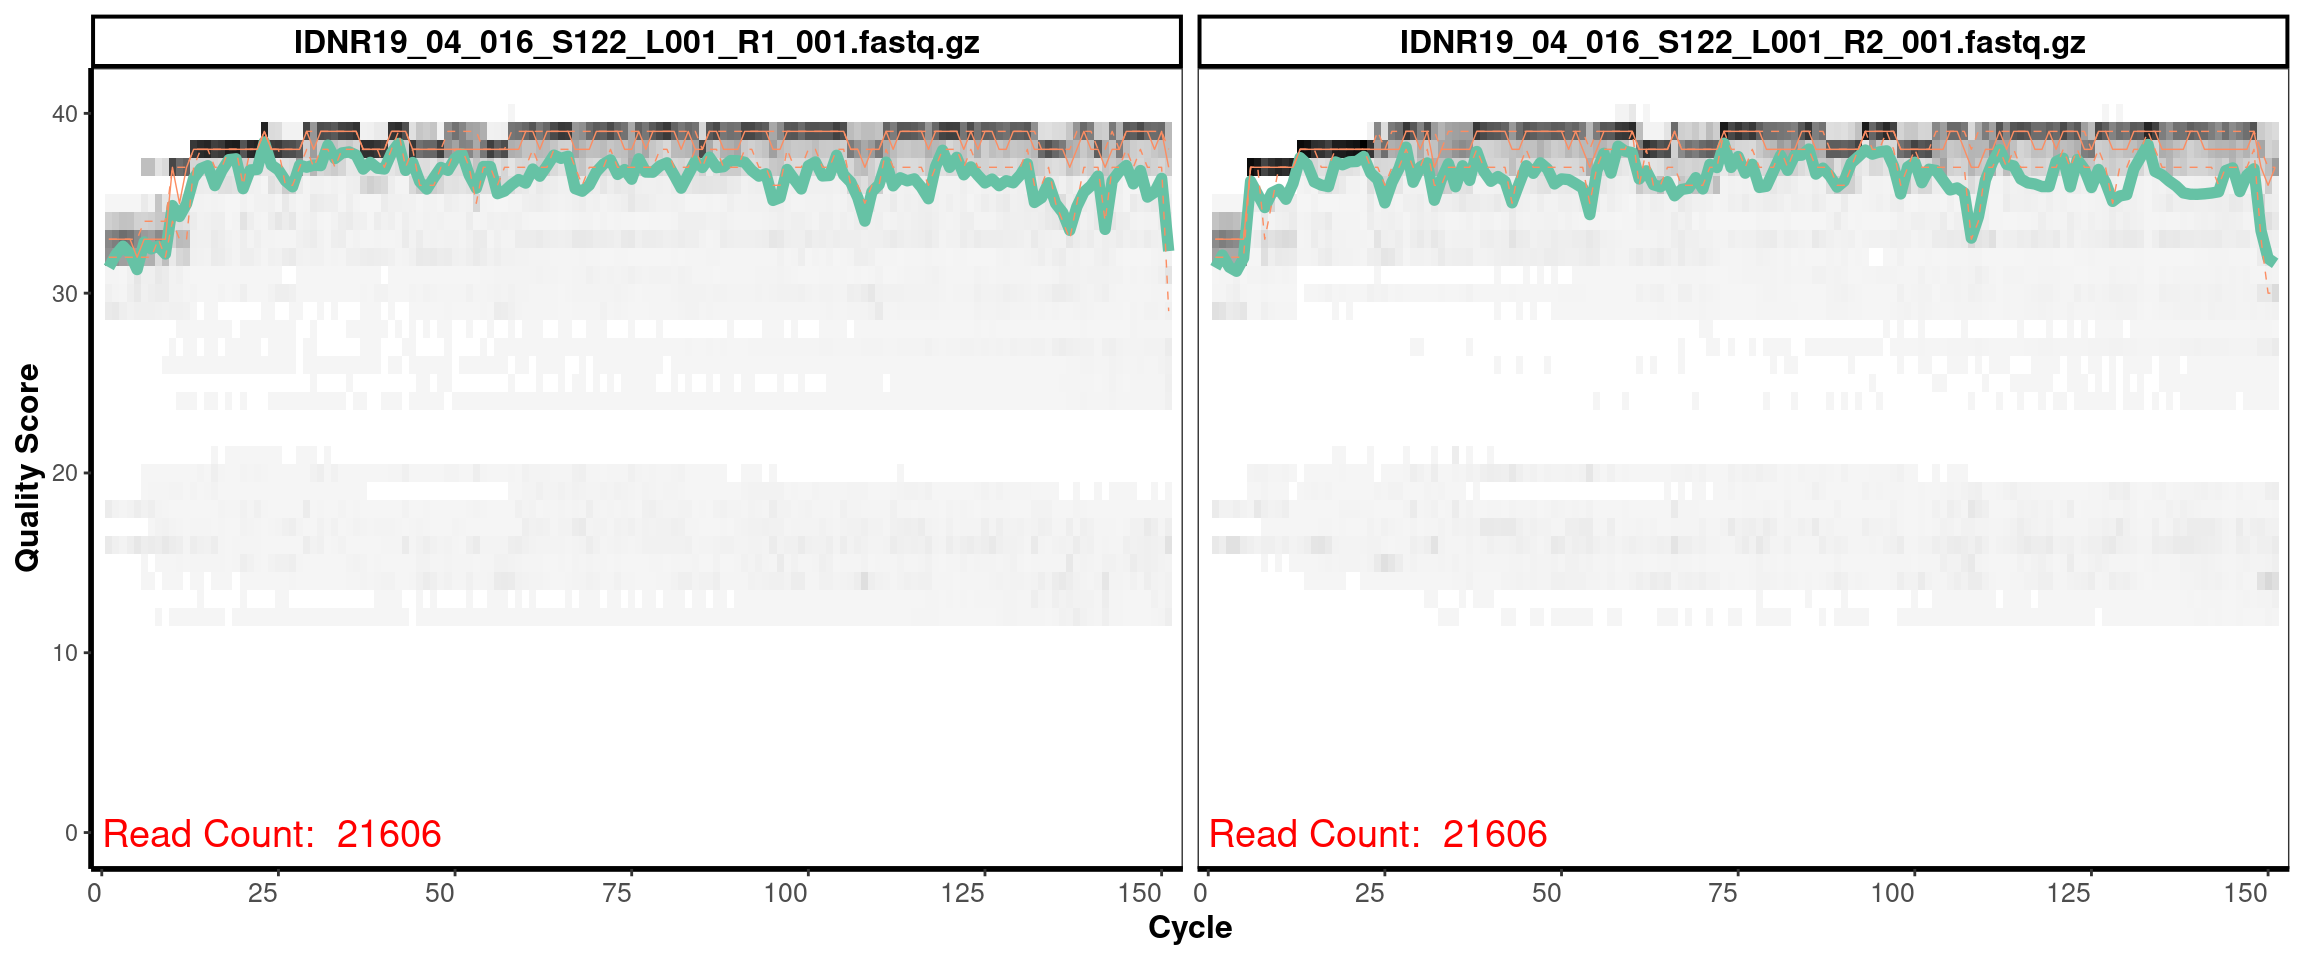 IDNR19_04_016_S122_L001_R1_001.fastq.gz
IDNR19_04_016_S122_L001_R2_001.fastq.gz
Quality Score
40
30
20
10
0
Read Count: 21606
Read Count: 21606
0 25 50 75 100 125 150
0 25 50 75 100 125 150
Cycle